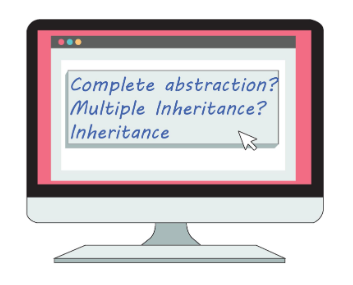 Complete abstraction?
Multiple Inheritance?
Inheritance